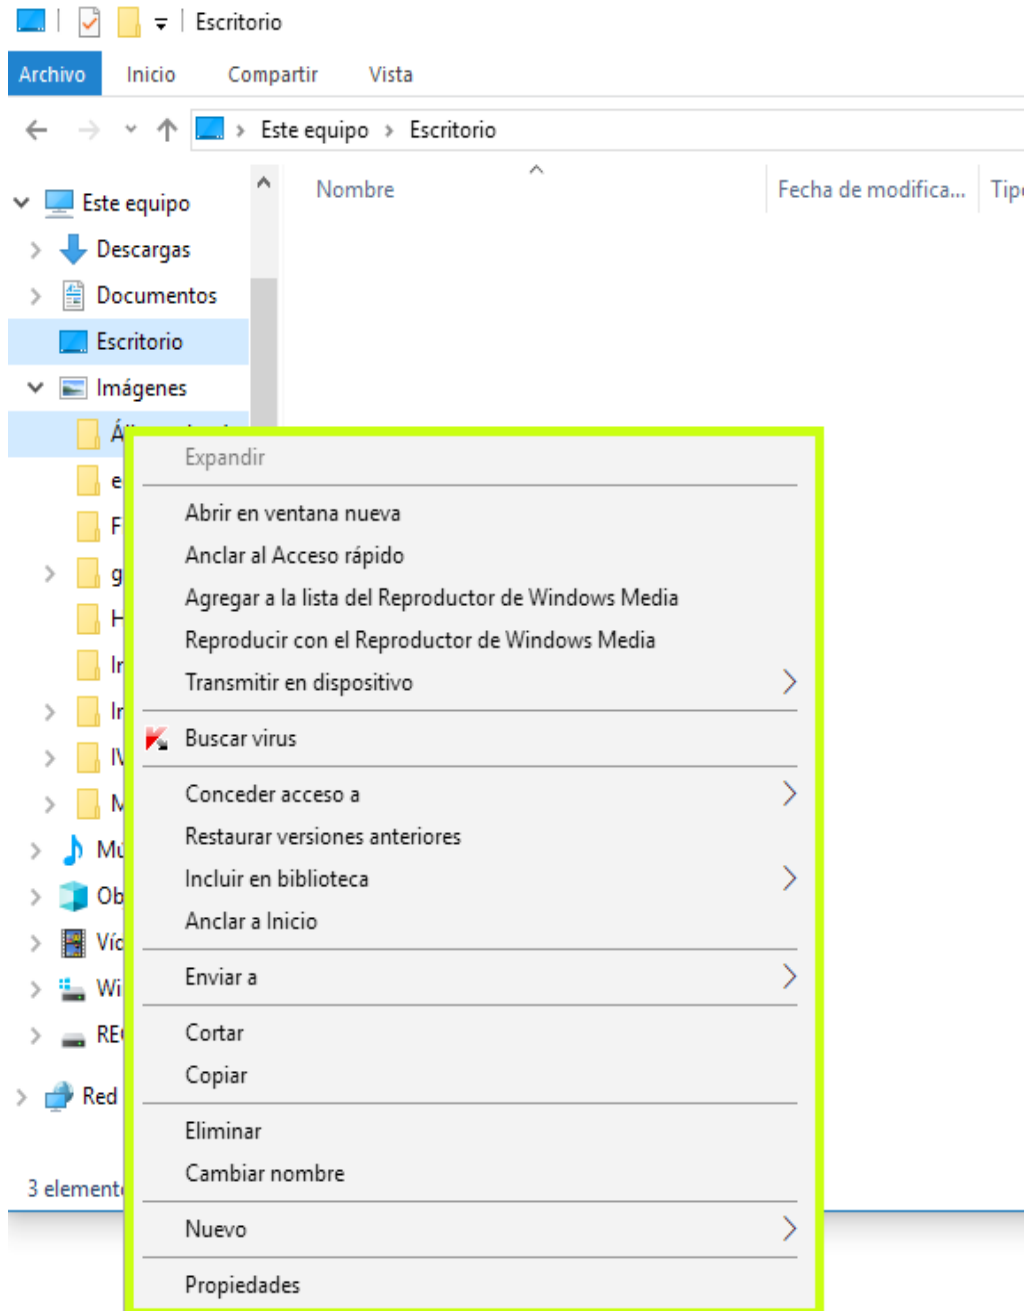 Escritorio
Archivo Inicio Compartir Vista
Este equipo Escritorio
Nombre Fecha de modifica...
Este equipo
Descargas
Documentos
Escritorio
Imágenes
Expandir
Abrir en ventana nueva
Anclar al Acceso rápido
Agregar a la lista del Reproductor de Windows Media
Reproducir con el Reproductor de Windows Media
Transmitir en dispositivo
Buscar virus
Conceder acceso a
Restaurar versiones anteriores
Incluir en biblioteca
Anclar a Inicio
Enviar a
Cortar
Copiar
Red
Eliminar
Cambiar nombre
3
Nuevo
Propiedades